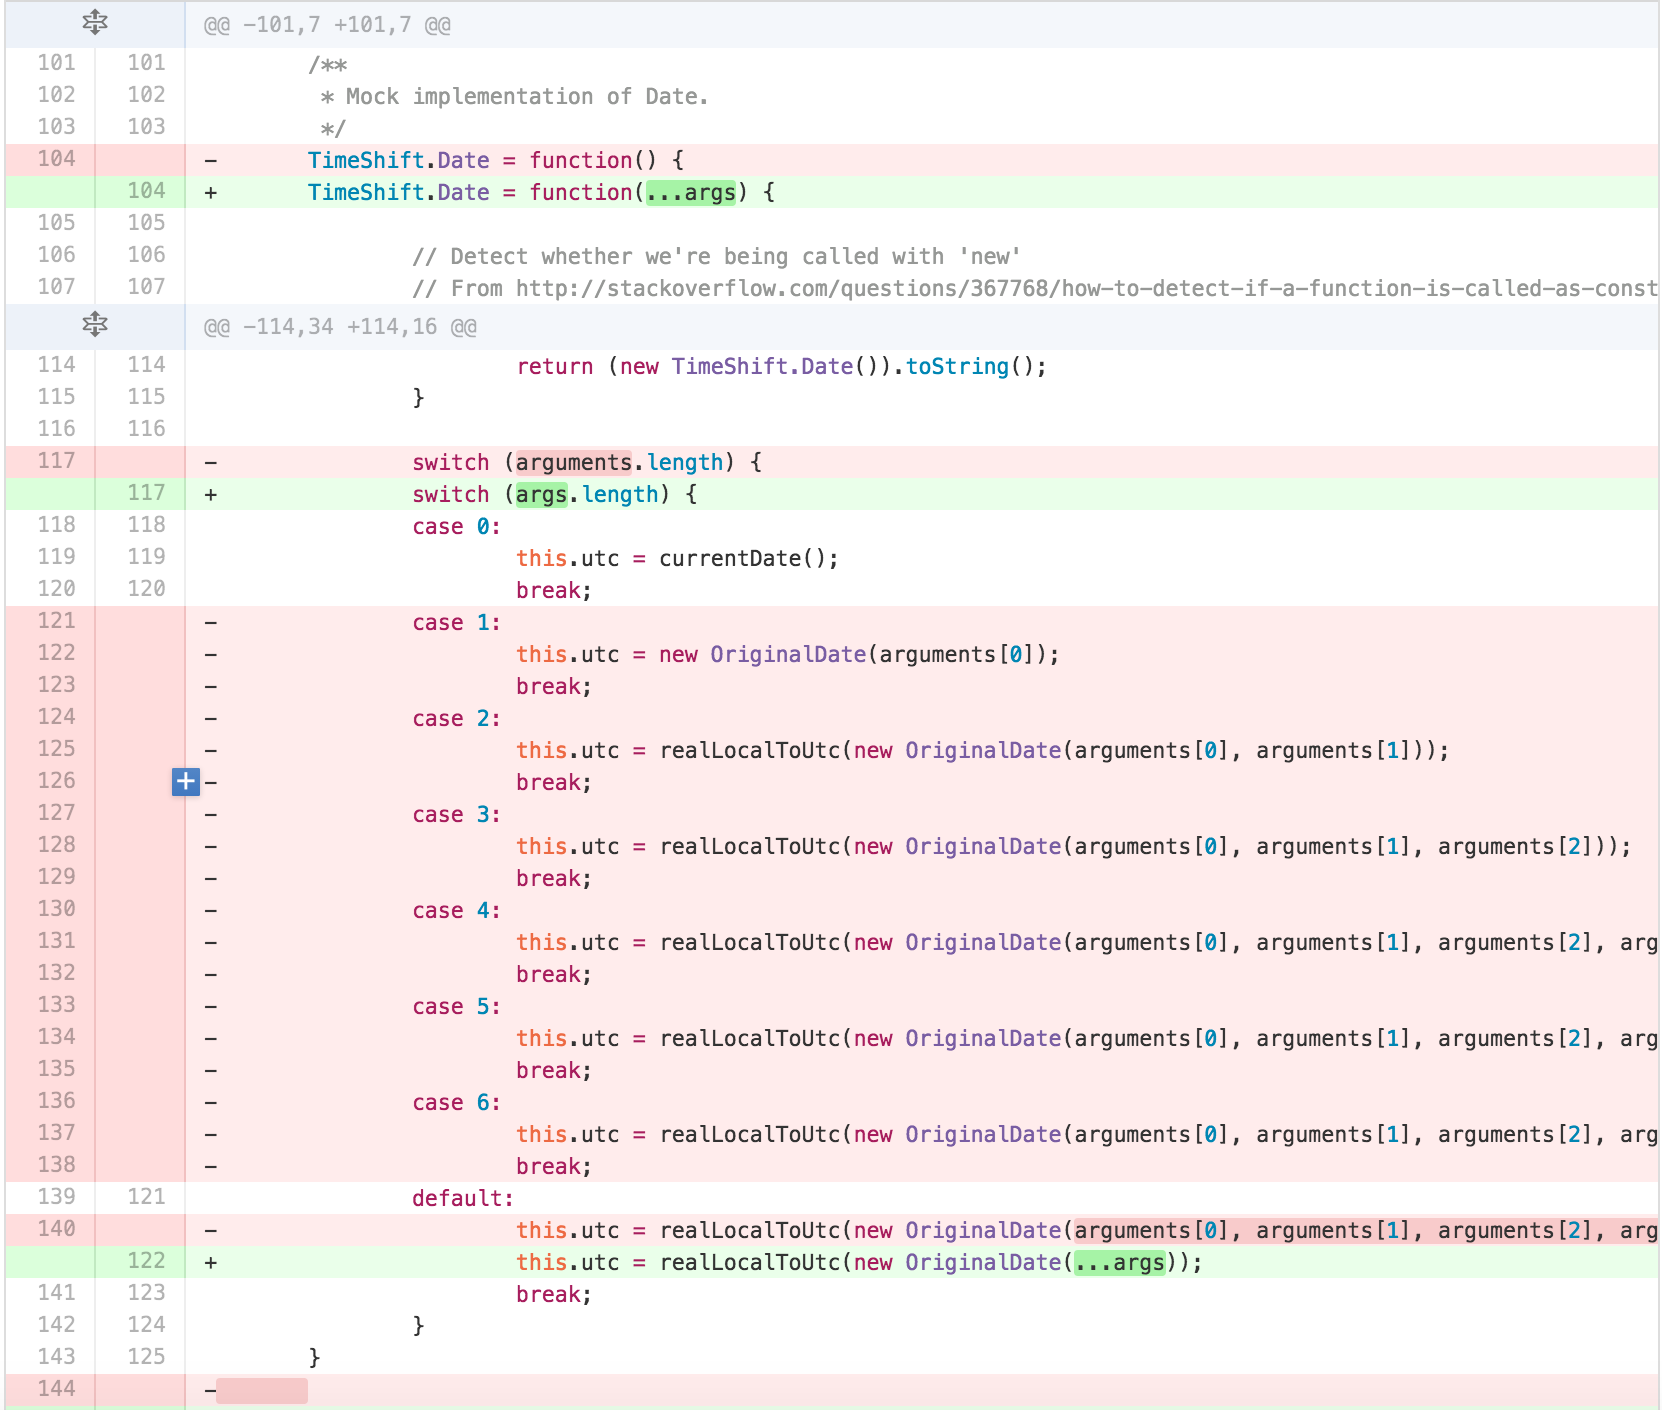 @@ -101,7 +101,7 @@
101 101 /**
102 102 * Mock implementation of Date.
103 103 */
104 - TimeShift.Date = function() {
104 + TimeShift.Date = function(...args) {
105 105
106 106 // Detect whether we're being called with 'new'
107 107 // From http://stackoverflow.com/questions/367768/how-to-detect-if-a-function-is-called-as-const
@@ -114,34 +114,16 @@
114 114 return (new TimeShift.Date()).toString();
115 115 }
116 116
117 - switch (arguments.length) {
117 + switch (args.length) {
118 118 case 0:
119 119 this.utc = currentDate();
120 120 break;
121 - case 1:
122 - this.utc = new OriginalDate(arguments[0]);
123 - break;
124 - case 2:
125 - this.utc = realLocalToUtc(new OriginalDate(arguments[0], arguments[1]));
126 + - break;
127 - case 3:
128 - this.utc = realLocalToUtc(new OriginalDate(arguments[0], arguments[1], arguments[2]));
129 - break;
130 - case 4:
131 - this.utc = realLocalToUtc(new OriginalDate(arguments[0], arguments[1], arguments[2], arg
132 - break;
133 - case 5:
134 - this.utc = realLocalToUtc(new OriginalDate(arguments[0], arguments[1], arguments[2], arg
135 - break;
136 - case 6:
137 - this.utc = realLocalToUtc(new OriginalDate(arguments[0], arguments[1], arguments[2], arg
138 - break;
139 121 default:
140 - this.utc = realLocalToUtc(new OriginalDate(arguments[0], arguments[1], arguments[2], arg
122 + this.utc = realLocalToUtc(new OriginalDate(...args));
141 123 break;
142 124 }
143 125 }
144 -